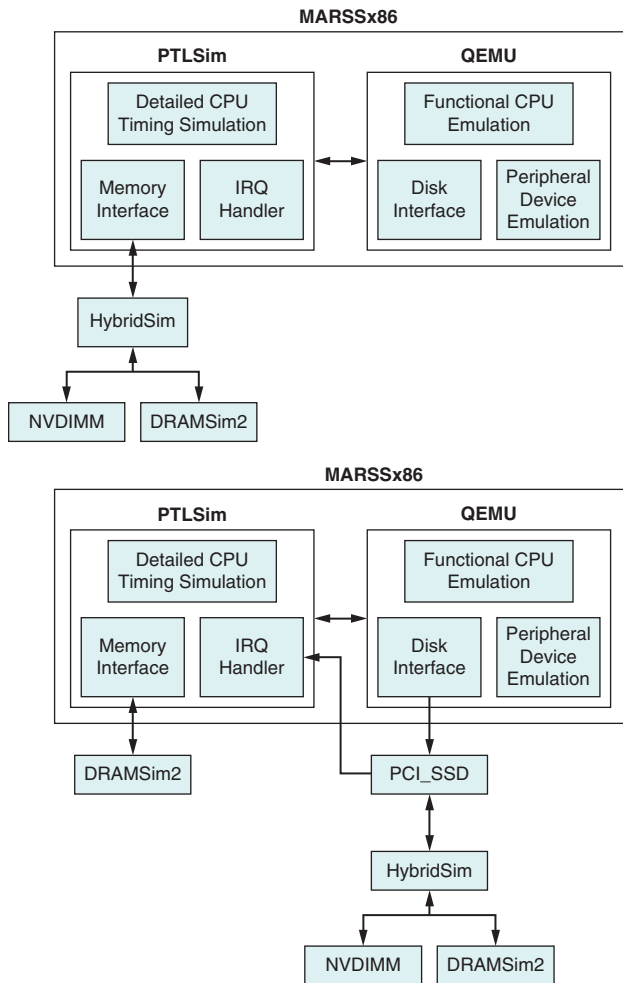 MARSSx86
PTLSim
QEMU
Detailed CPU
Timing Simulation
Functional CPU
Emulation
Memory
Interface
IRQ
Handler
Disk
Interface
Peripheral
Device
Emulation
HybridSim
NVDIMM
DRAMSim2
MARSSx86
PTLSim
QEMU
Detailed CPU
Timing Simulation
Functional CPU
Emulation
Memory
Interface
IRQ
Handler
Disk
Interface
Peripheral
Device
Emulation
DRAMSim2
PCI_SSD
HybridSim
NVDIMM
DRAMSim2